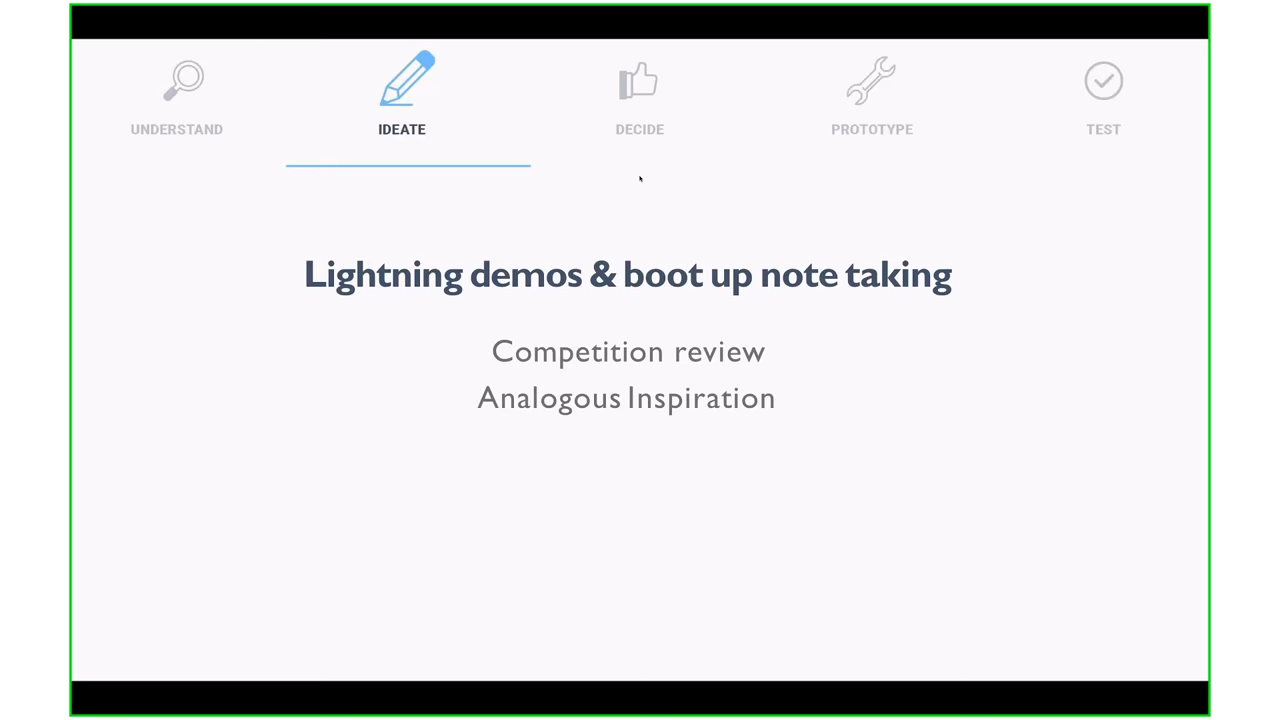 UNDERSTAND
IDEATE
DECIDE
PROTOTYPE
TEST
Lightning demos & boot up note taking
Competition review
Analogous Inspiration